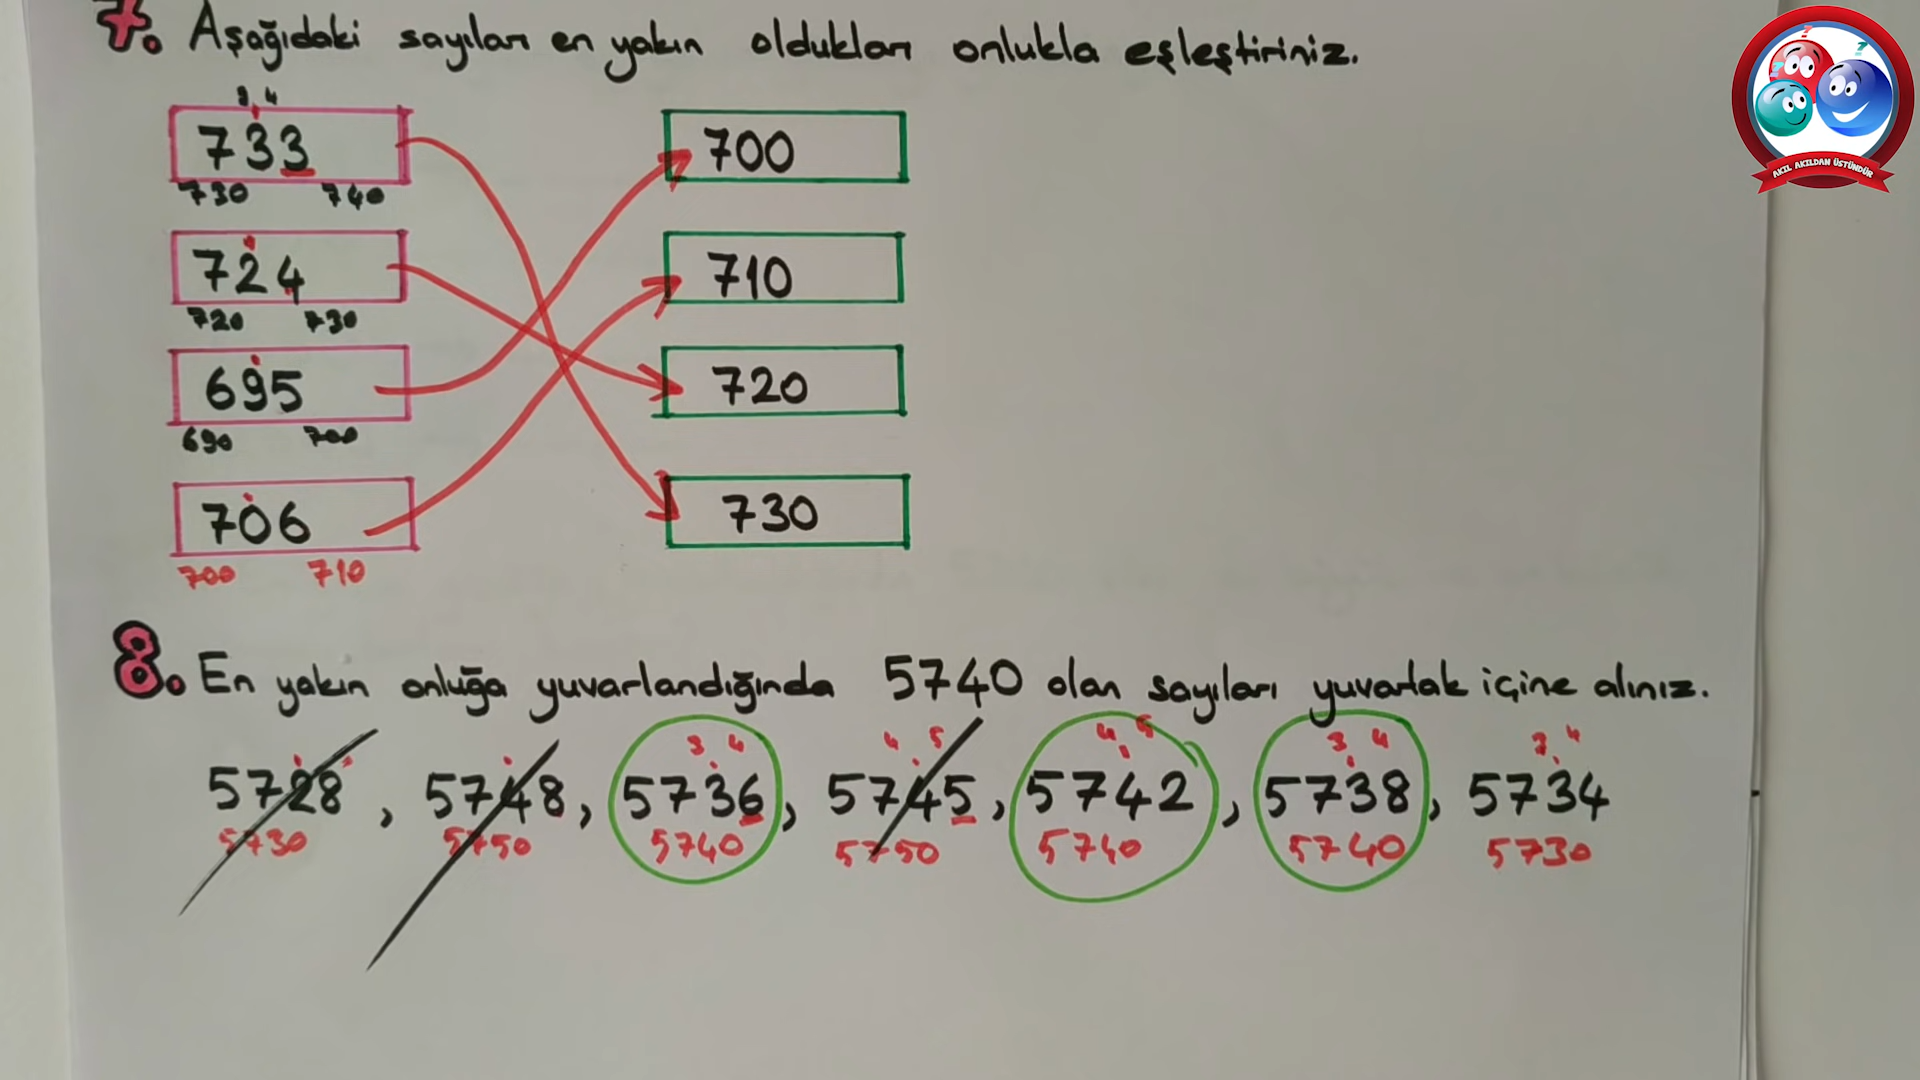 7. Aşağıdaki sayıları en yakın oldukları onlukla eşleştiriniz.
3 4
733 700
730 740
724 710
720 730
695 720
690 700
706 730
700 710
8. En yakın onluğa yuvarlandığında 5740 olan sayıları yuvarlak içine alınız.
3 4 4 5 4 5 3 4 3 4
5728, 5748, 5736, 5745, 5742, 5738, 5734
5730 5750 5740 5750 5740 5740 5730
AKIL AKILDAN ÜSTÜNDÜR